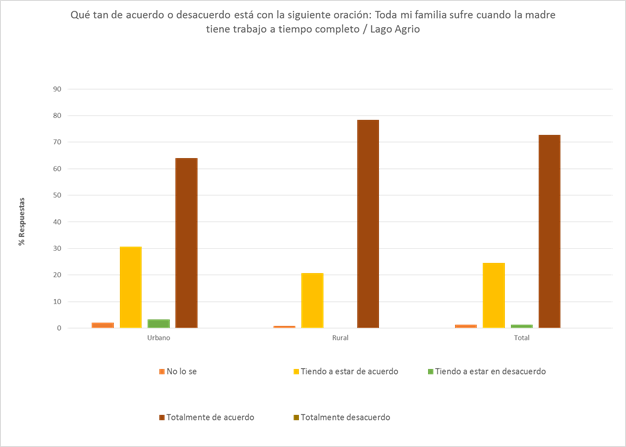 Qué tan de acuerdo o desacuerdo está con la siguiente oración: Toda mi familia sufre cuando la madre
tiene trabajo a tiempo completo / Lago Agrio
90
80
70
60
50
40
30
20
10
0
% Respuestas
Urbano Rural Total
No lo se Tiendo a estar de acuerdo Tiendo a estar en desacuerdo
Totalmente de acuerdo Totalmente desacuerdo